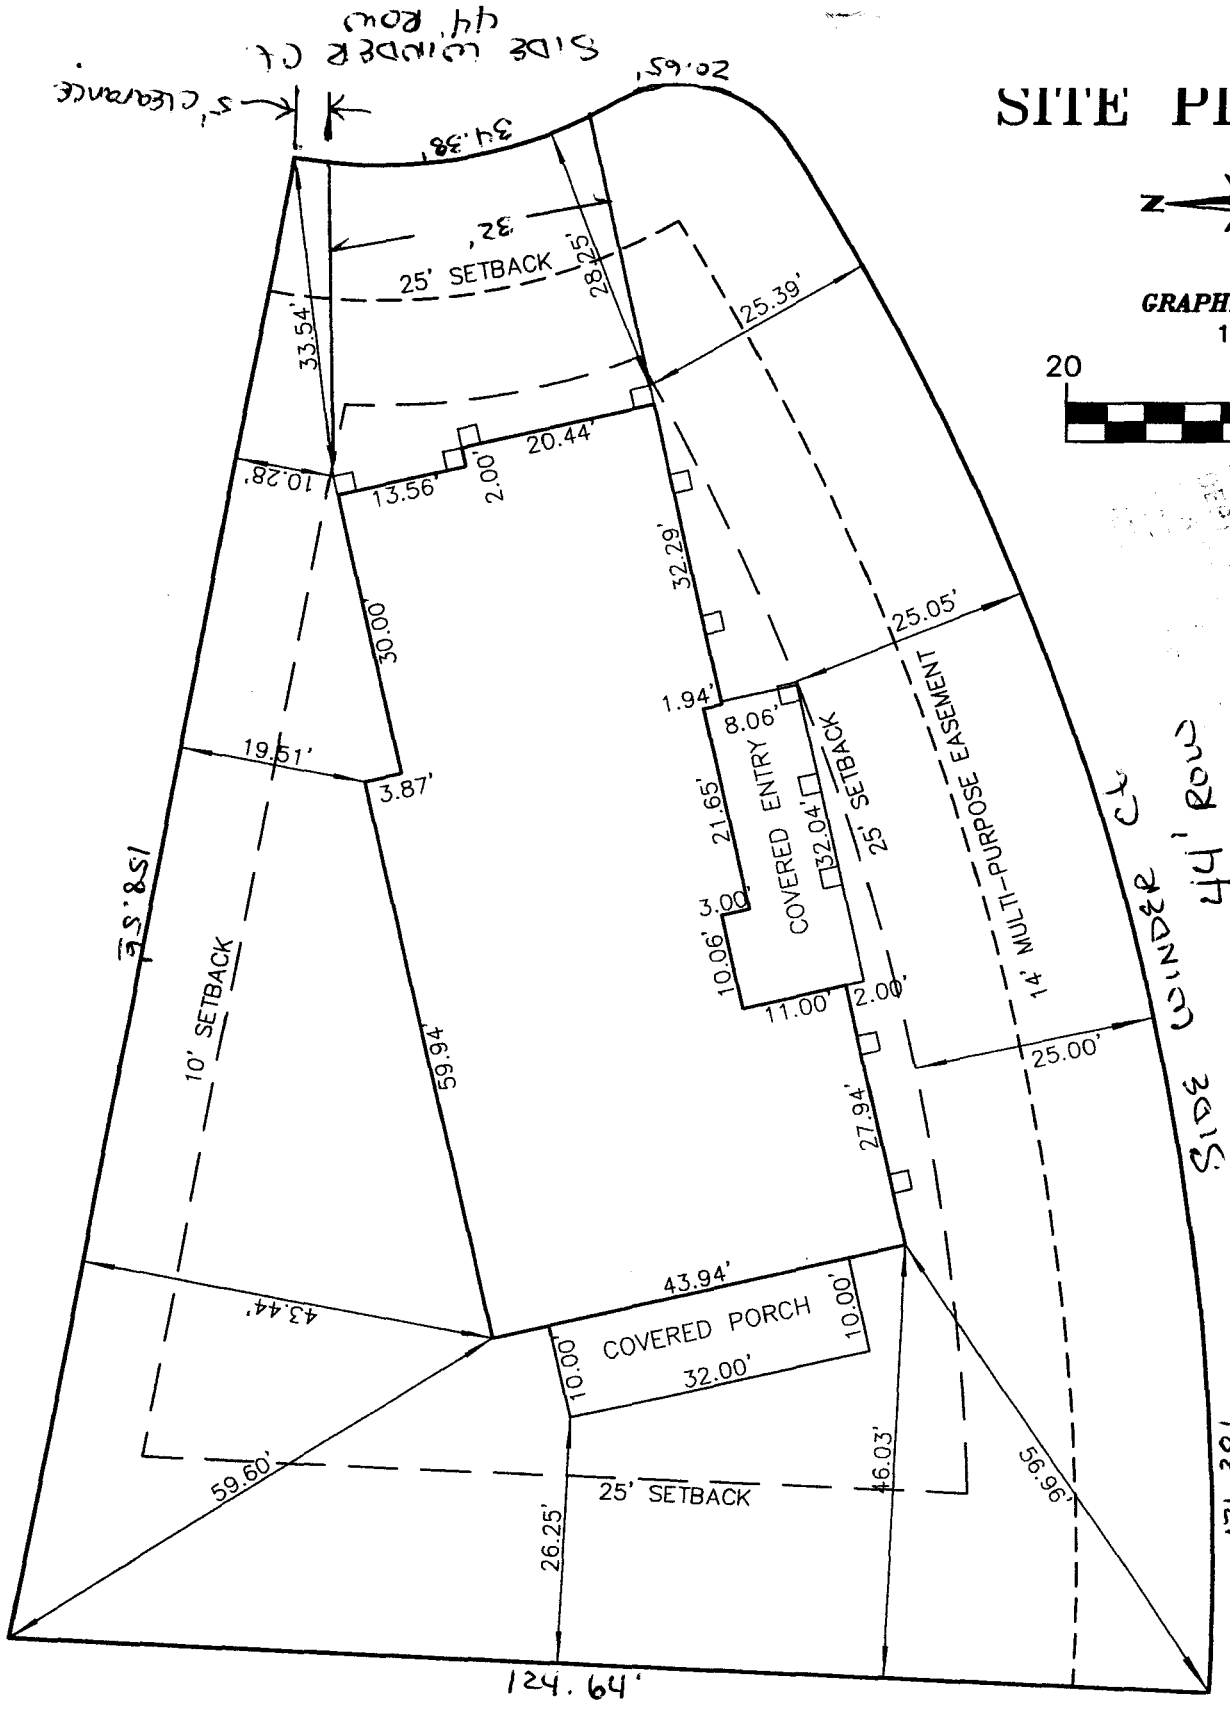 SIDE WINDER Ct.
44' ROW
5' CLEARANCE
20.65'
34.38'
SITE PL
N
32'
25' SETBACK
28.25'
25.39'
33.54'
GRAPH
1
20
10.28'
13.56'
2.00'
20.44'
32.29'
30.00'
25.05'
1.94'
8.06'
19.51'
3.87'
21.65'
COVERED ENTRY
32.04'
25' SETBACK
14' MULTI-PURPOSE EASEMENT
SIDE WINDER Ct
44' ROW
158.56
3.00'
10.06'
11.00'
2.00'
10' SETBACK
59.94'
27.94'
25.00'
43.44'
43.94'
10.00'
COVERED PORCH
10.00'
32.00'
59.60'
46.03'
56.96'
25' SETBACK
26.25'
124.64'